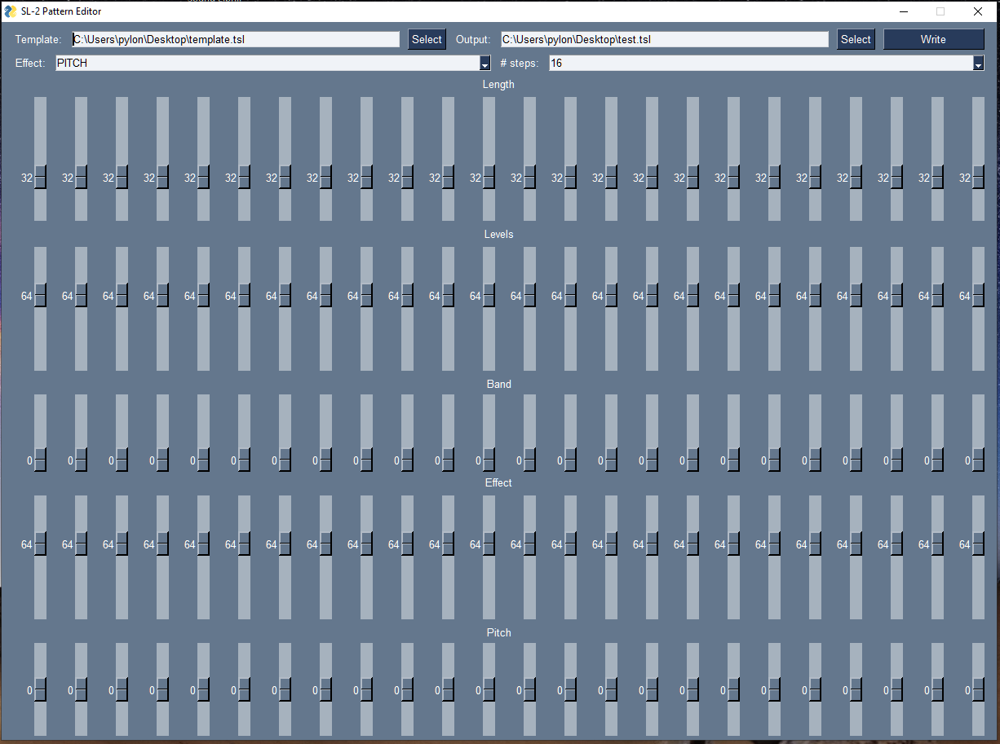 SL-2 Pattern Editor
Template: C:\Users\pylon\Desktop\template.tsl Select Output: C:\Users\pylon\Desktop\test.tsl Select Write
Effect: PITCH # steps: 16
Length
32 32 32 32 32 32 32 32 32 32 32 32 32 32 32 32 32 32 32 32 32 32 32 32
Levels
64 64 64 64 64 64 64 64 64 64 64 64 64 64 64 64 64 64 64 64 64 64 64 64
Band
0 0 0 0 0 0 0 0 0 0 0 0 0 0 0 0 0 0 0 0 0 0 0 0
Effect
64 64 64 64 64 64 64 64 64 64 64 64 64 64 64 64 64 64 64 64 64 64 64 64
Pitch
0 0 0 0 0 0 0 0 0 0 0 0 0 0 0 0 0 0 0 0 0 0 0 0